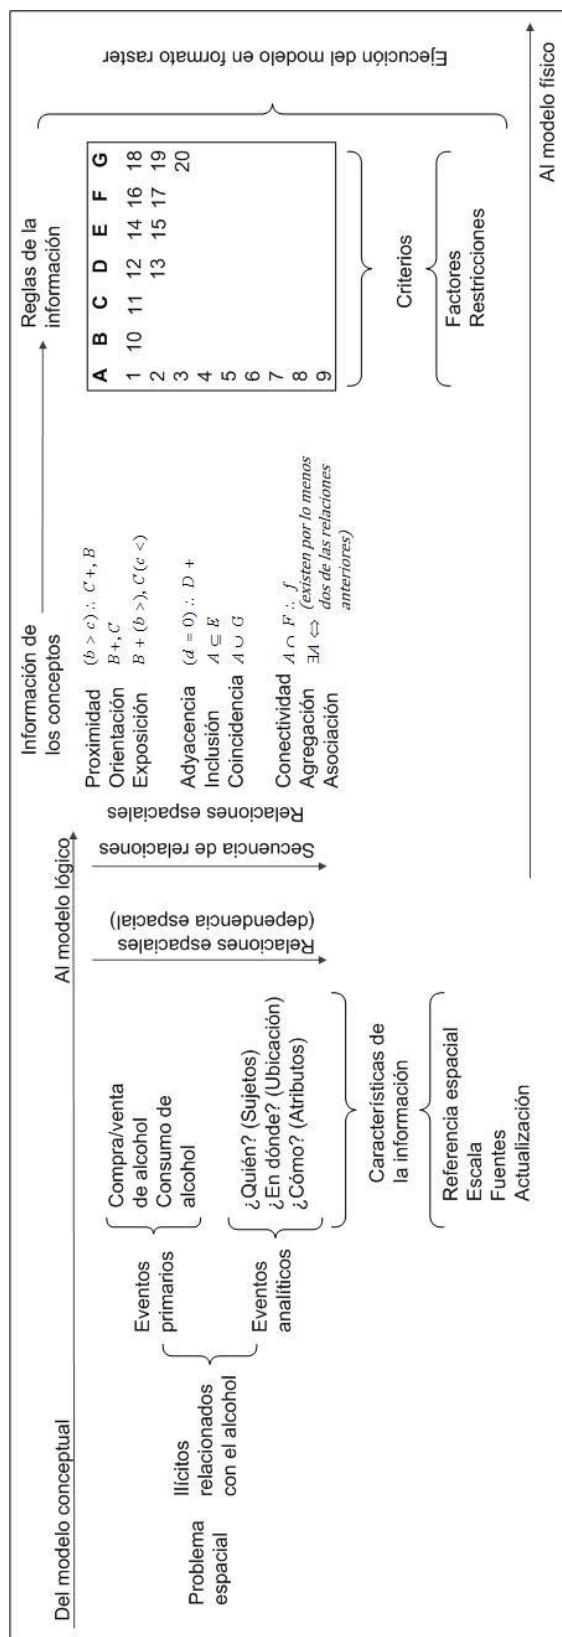 Del modelo conceptual
Al modelo lógico
Problema
espacial
Ilícitos
relacionados
con el alcohol
Eventos
primarios
Compra/venta
de alcohol
Consumo de
alcohol
Eventos
analíticos
¿Quién? (Sujetos)
¿En dónde? (Ubicación)
¿Cómo? (Atributos)
Características de
la información
Referencia espacial
Escala
Fuentes
Actualización
Relaciones espaciales
(dependencia espacial)
Secuencia de relaciones
Relaciones espaciales
Información de
los conceptos
Proximidad (b > c) ∴ C +, B
Orientación B+, C
Exposición B + (b >), C (c <)
Adyacencia (d = 0) ∴ D +
Inclusión A ⊆ E
Coincidencia A ∪ G
Conectividad A ∩ F ∴ f
Agregación ∃A ⇔ (existen por lo menos
Asociación dos de las relaciones
anteriores)
Reglas de la
información
A B C D E F G
1 10 11 12 14 16 18
2 13 15 17 19
3 20
4
5
6
7
8
9
Criterios
Factores
Restricciones
Ejecución del modelo en formato raster
Al modelo físico